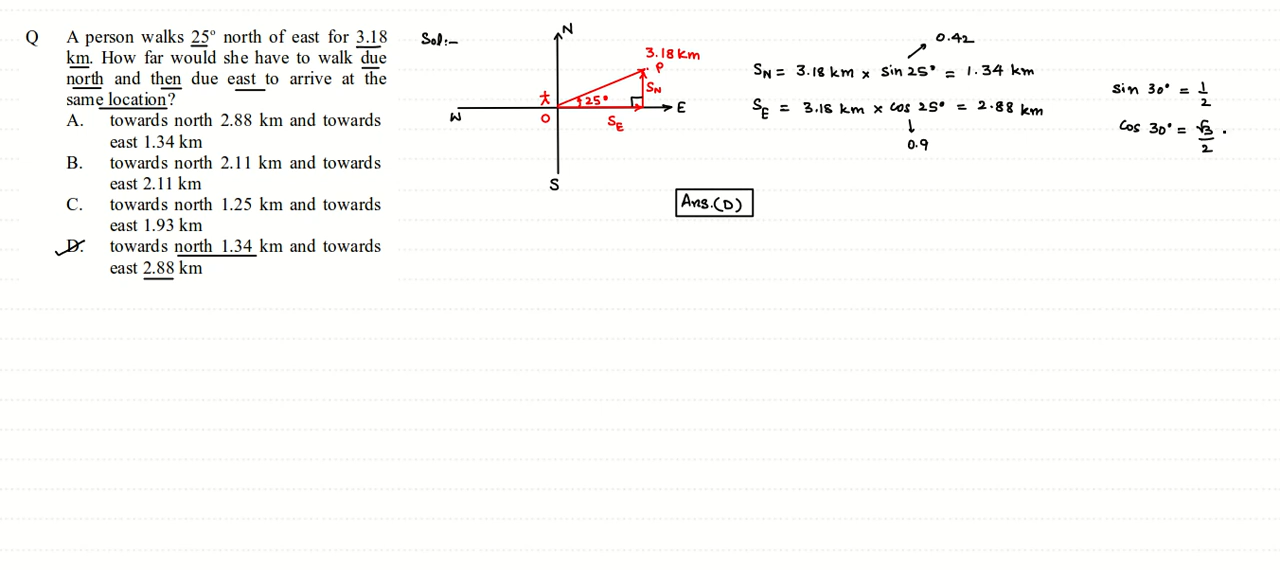 Q A person walks 25° north of east for 3.18
km. How far would she have to walk due
north and then due east to arrive at the
same location?
A. towards north 2.88 km and towards
east 1.34 km
B. towards north 2.11 km and towards
east 2.11 km
C. towards north 1.25 km and towards
east 1.93 km
D. towards north 1.34 km and towards
east 2.88 km
Sol:-
N
3.18 km
P
S_N
25°
W
O
E
S_E
S
0.42
S_N = 3.18 km × sin 25° = 1.34 km
S_E = 3.18 km × cos 25° = 2.88 km
0.9
Ans.(D)
sin 30° = 1/2
cos 30° = √3/2 .